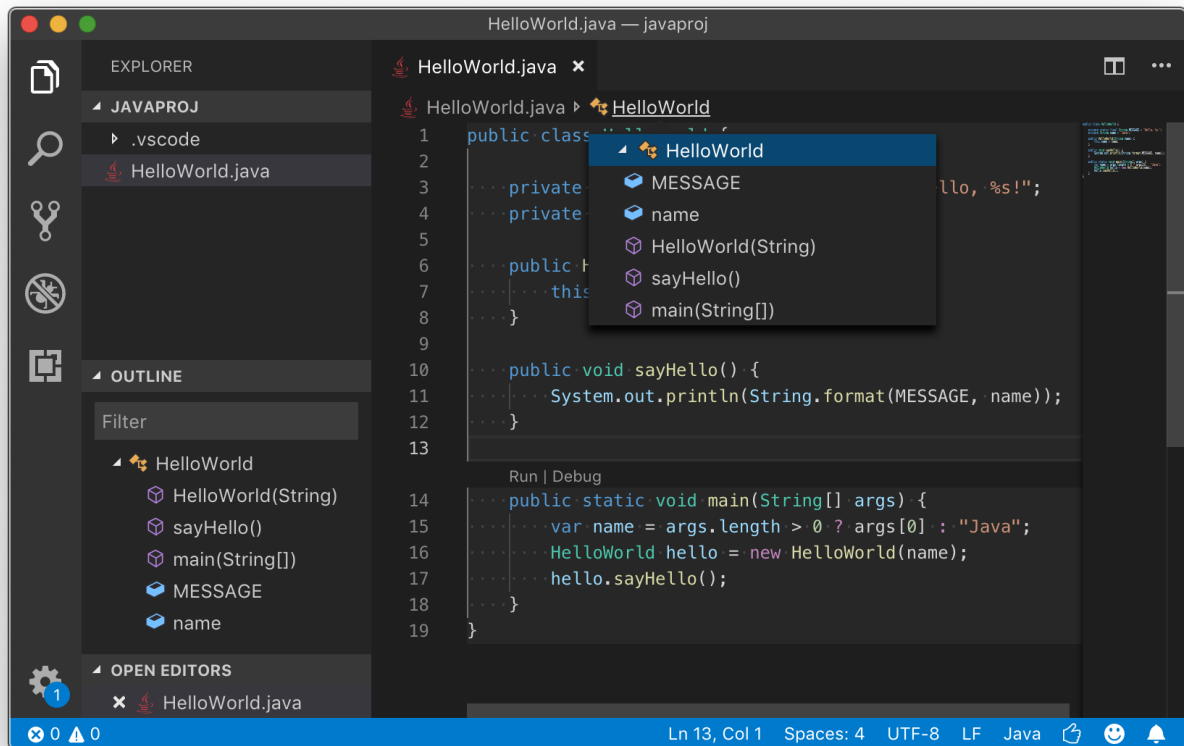 HelloWorld.java — javaproj
EXPLORER
JAVAPROJ
.vscode
HelloWorld.java
OUTLINE
Filter
HelloWorld
HelloWorld(String)
sayHello()
main(String[])
MESSAGE
name
OPEN EDITORS
HelloWorld.java
1
HelloWorld.java
HelloWorld.java HelloWorld
1 public class
2
3 private llo, %s!";
4 private
5
6 public H
7 this
8 }
9
10 public void sayHello() {
11 System.out.println(String.format(MESSAGE, name));
12 }
13
Run | Debug
14 public static void main(String[] args) {
15 var name = args.length > 0 ? args[0] : "Java";
16 HelloWorld hello = new HelloWorld(name);
17 hello.sayHello();
18 }
19 }
HelloWorld
MESSAGE
name
HelloWorld(String)
sayHello()
main(String[])
0 0
Ln 13, Col 1 Spaces: 4 UTF-8 LF Java